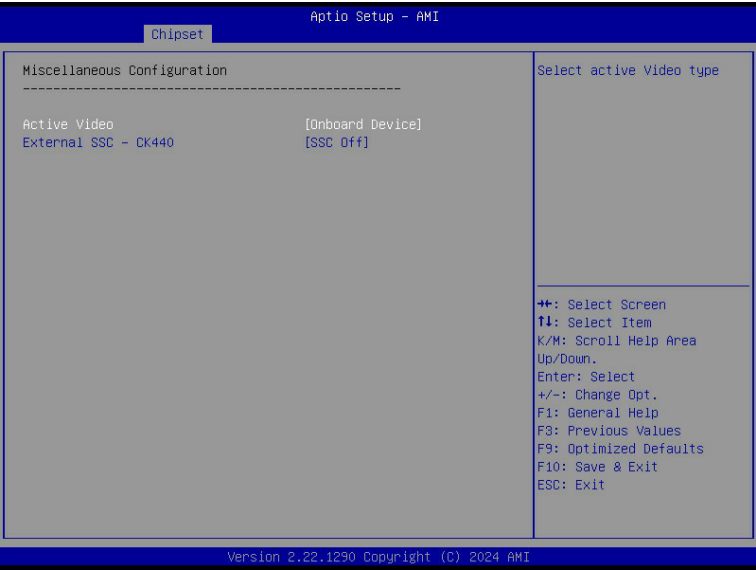 Aptio Setup – AMI
Chipset
Miscellaneous Configuration
--------------------------------------------------
Active Video [Onboard Device]
External SSC – CK440 [SSC Off]
Select active Video type
→←: Select Screen
↑↓: Select Item
K/M: Scroll Help Area
Up/Down.
Enter: Select
+/-: Change Opt.
F1: General Help
F3: Previous Values
F9: Optimized Defaults
F10: Save & Exit
ESC: Exit
Version 2.22.1290 Copyright (C) 2024 AMI